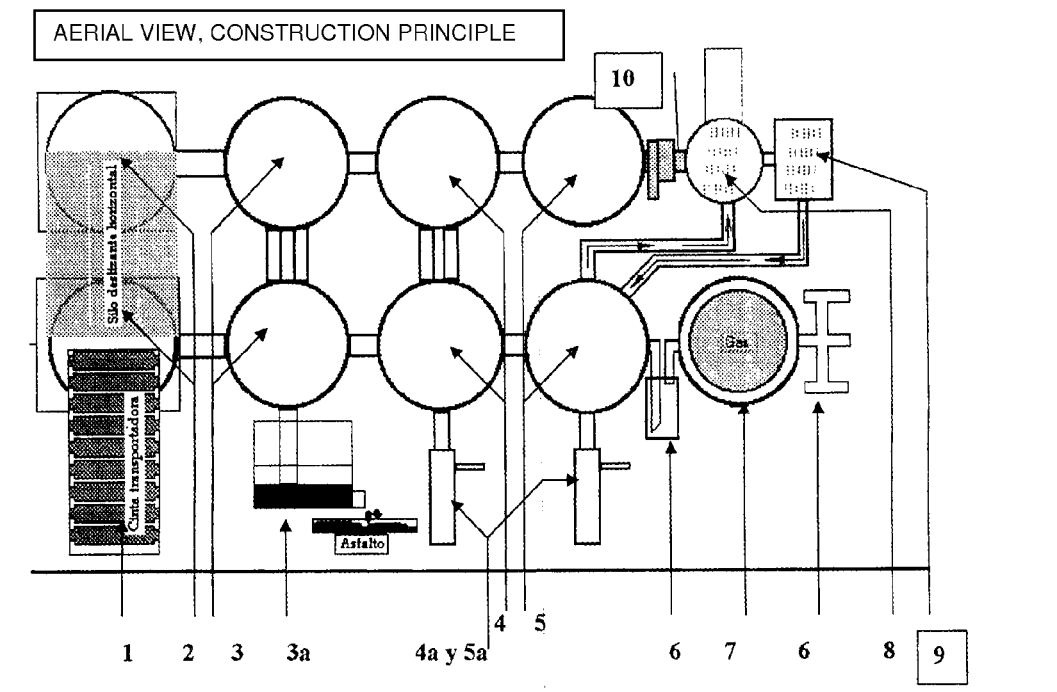 AERIAL VIEW, CONSTRUCTION PRINCIPLE
10
Silo deslizante horizontal
Gas
Cinta transportadora
Asfalto
4
5
1
2
3
3a
4a y 5a
6
7
6
8
9